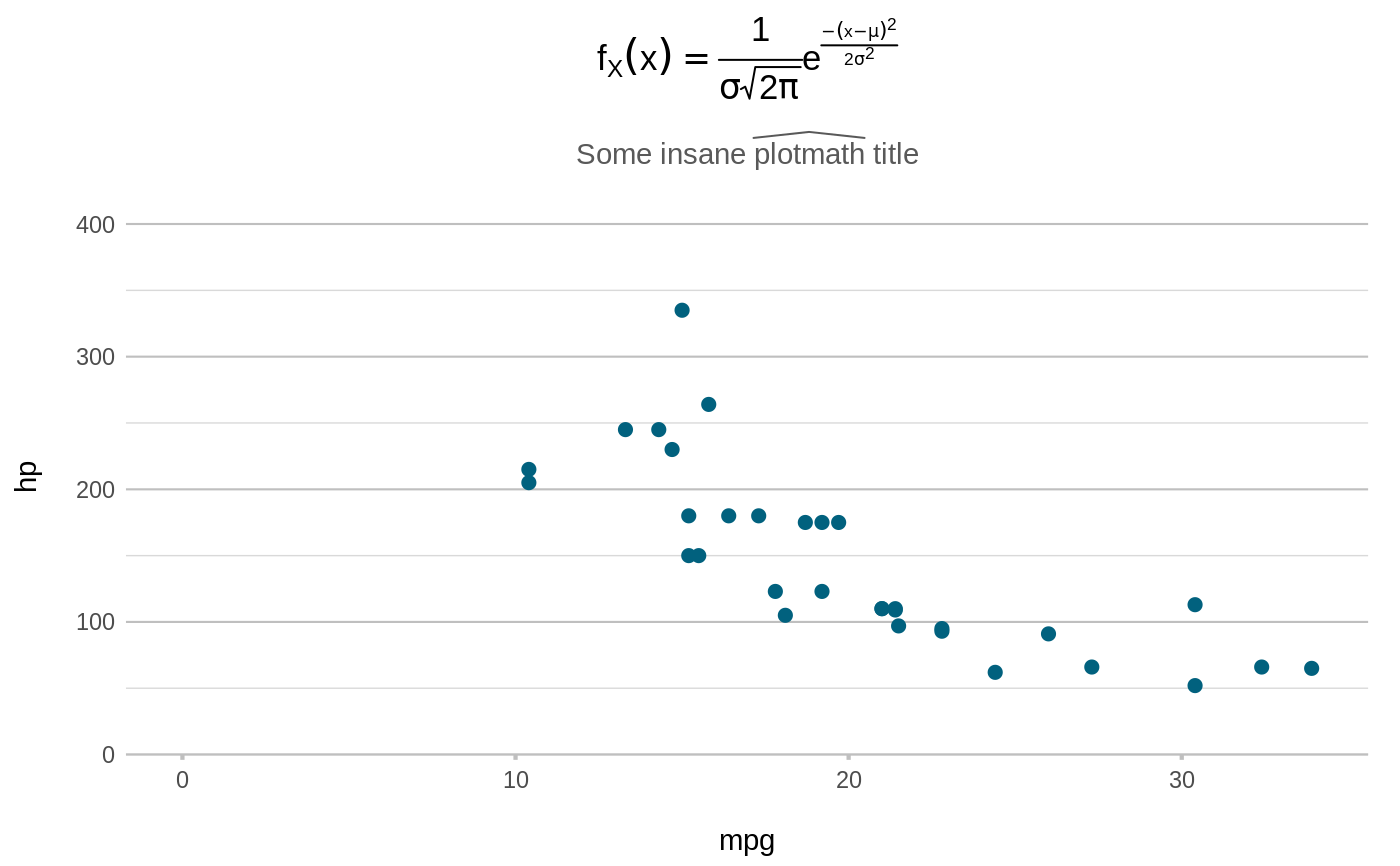 f_X(x) = 1/(σ√2π) e^(−(x−μ)²/2σ²)
Some insane plotmath title
400
300
200
100
0
hp
0 10 20 30
mpg